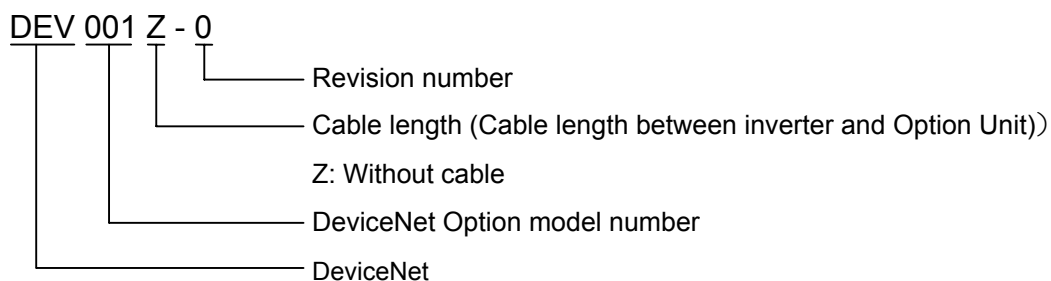 DEV 001 Z - 0
Revision number
Cable length (Cable length between inverter and Option Unit)）
Z: Without cable
DeviceNet Option model number
DeviceNet